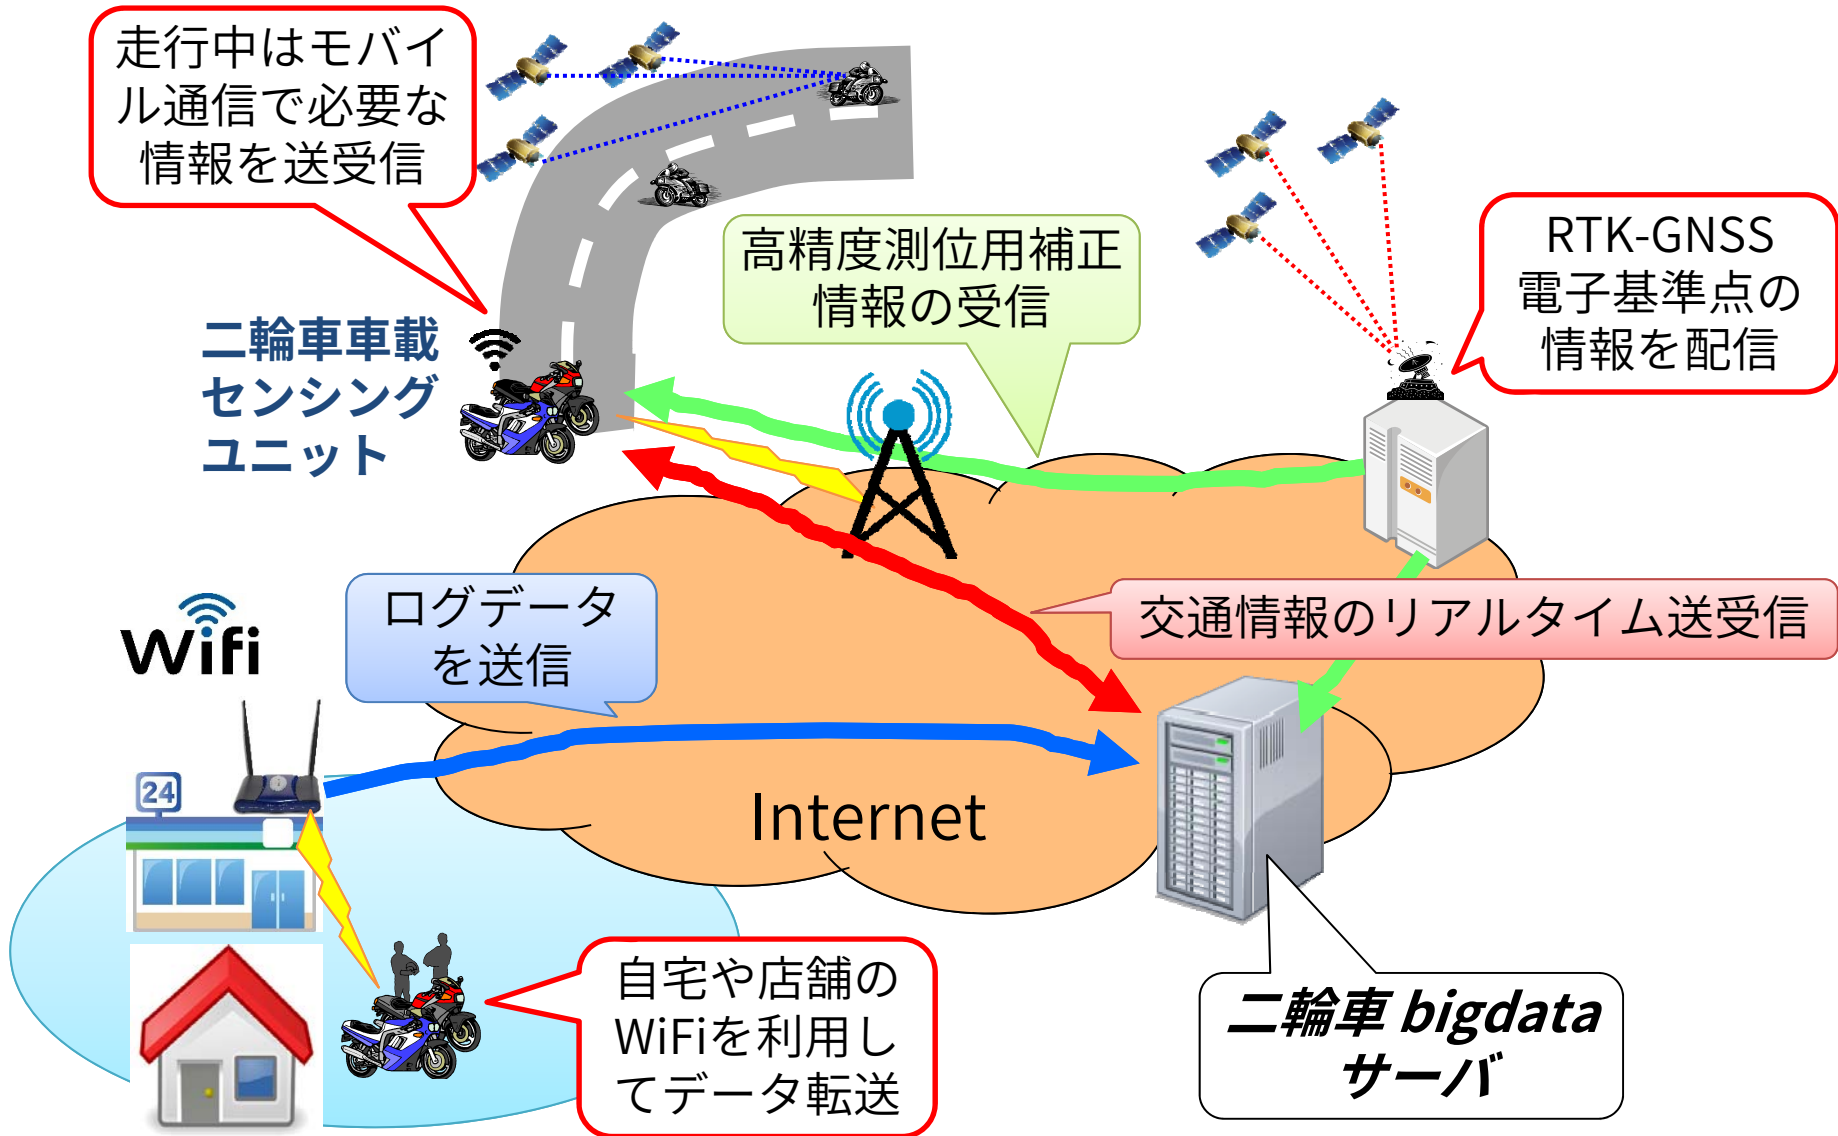 走行中はモバイ
ル通信で必要な
情報を送受信
高精度測位用補正
情報の受信
RTK-GNSS
電子基準点の
情報を配信
二輪車車載
センシング
ユニット
ログデータ
を送信
交通情報のリアルタイム送受信
Wifi
24
Internet
自宅や店舗の
WiFiを利用し
てデータ転送
二輪車 bigdata
サーバ